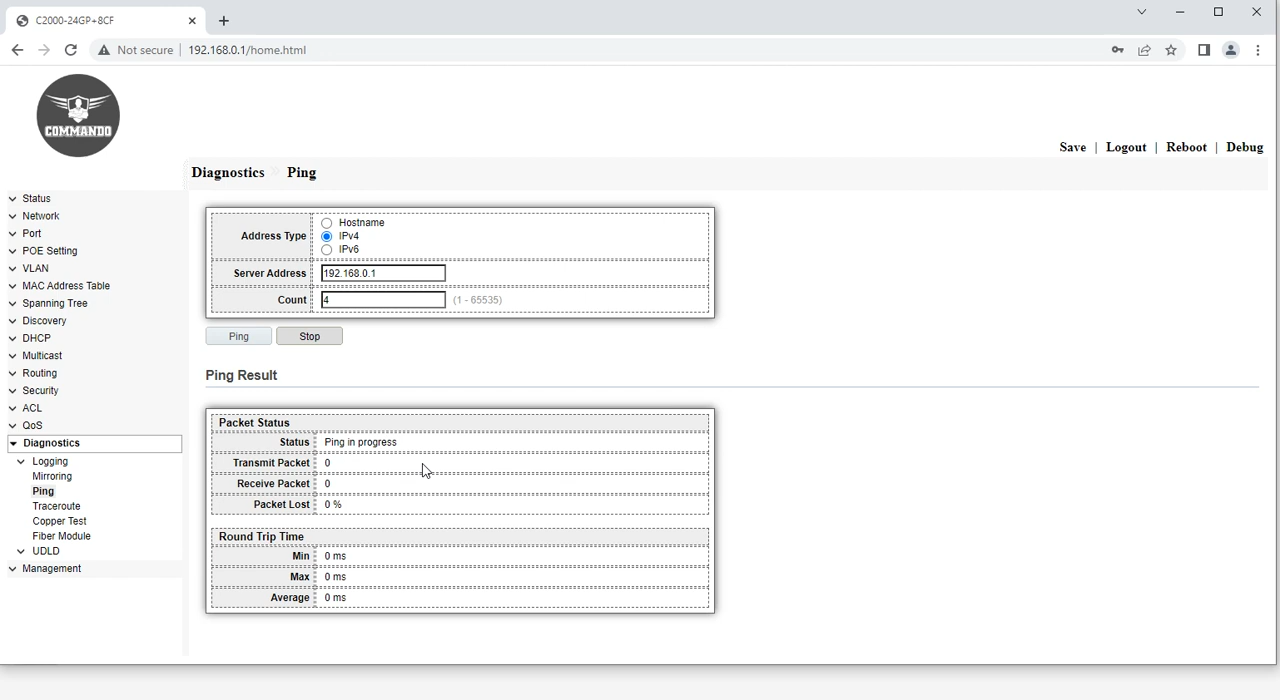 C2000-24GP+8CF
Not secure 192.168.0.1/home.html
COMMANDO
Save | Logout | Reboot | Debug
Diagnostics Ping
Status
Network
Port
POE Setting
VLAN
MAC Address Table
Spanning Tree
Discovery
DHCP
Multicast
Routing
Security
ACL
QoS
Diagnostics
Logging
Mirroring
Ping
Traceroute
Copper Test
Fiber Module
UDLD
Management
Address Type
Hostname
IPv4
IPv6
Server Address 192.168.0.1
Count 4 (1 - 65535)
Ping Stop
Ping Result
Packet Status
Status Ping in progress
Transmit Packet 0
Receive Packet 0
Packet Lost 0 %
Round Trip Time
Min 0 ms
Max 0 ms
Average 0 ms